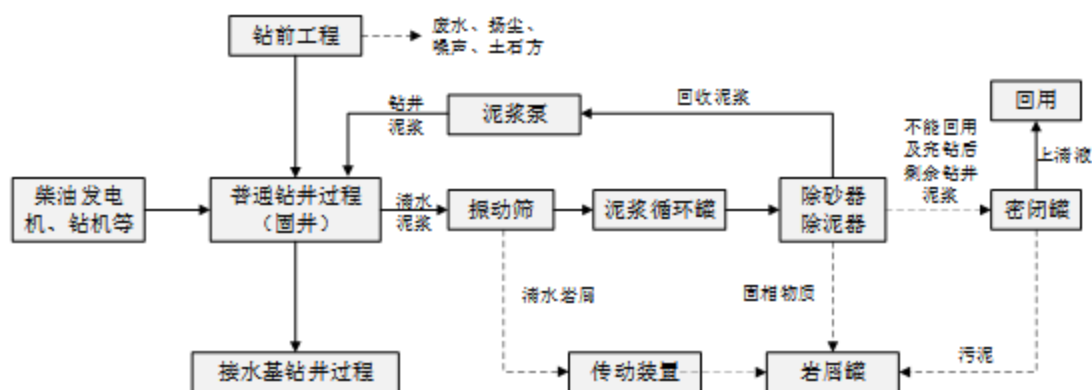 钻前工程
废水、扬尘、
噪声、土石方
钻井
泥浆
泥浆泵
回收泥浆
回用
不能回用
及完钻后
剩余钻井
泥浆
上清液
柴油发电
机、钻机等
普通钻井过程
（固井）
清水
泥浆
振动筛
泥浆循环罐
除砂器
除泥器
密闭罐
清水岩屑
固相物质
接水基钻井过程
传动装置
岩屑罐
污泥